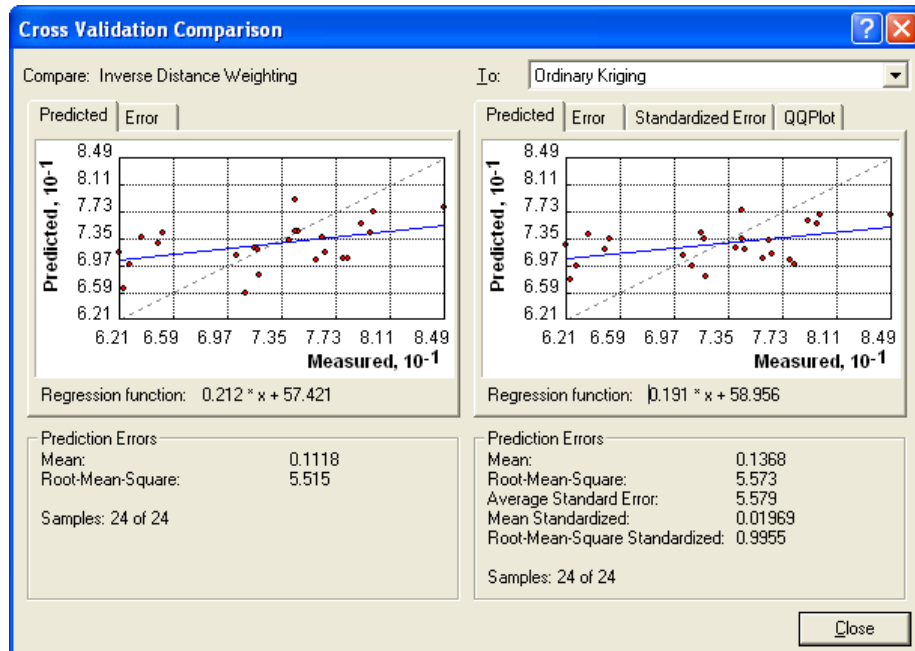 Cross Validation Comparison
Compare: Inverse Distance Weighting
To: Ordinary Kriging
Predicted Error
8.49
8.11
7.73
7.35
6.97
6.59
6.21
Predicted, 10-1
6.21 6.59 6.97 7.35 7.73 8.11 8.49
Measured, 10-1
Regression function: 0.212 * x + 57.421
Prediction Errors
Mean: 0.1118
Root-Mean-Square: 5.515
Samples: 24 of 24
Predicted Error Standardized Error QQPlot
8.49
8.11
7.73
7.35
6.97
6.59
6.21
Predicted, 10-1
6.21 6.59 6.97 7.35 7.73 8.11 8.49
Measured, 10-1
Regression function: 0.191 * x + 58.956
Prediction Errors
Mean: 0.1368
Root-Mean-Square: 5.573
Average Standard Error: 5.579
Mean Standardized: 0.01969
Root-Mean-Square Standardized: 0.9955
Samples: 24 of 24
Close